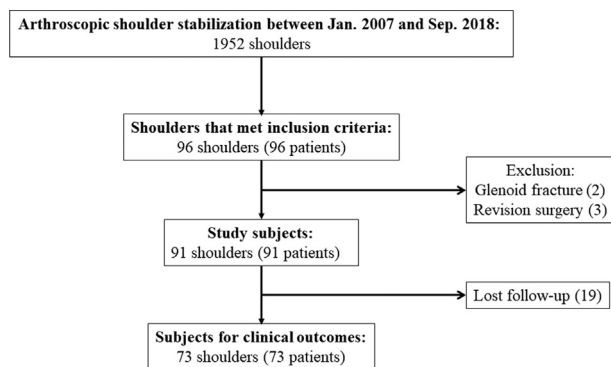 Arthroscopic shoulder stabilization between Jan. 2007 and Sep. 2018:
1952 shoulders
Shoulders that met inclusion criteria:
96 shoulders (96 patients)
Exclusion:
Glenoid fracture (2)
Revision surgery (3)
Study subjects:
91 shoulders (91 patients)
Lost follow-up (19)
Subjects for clinical outcomes:
73 shoulders (73 patients)